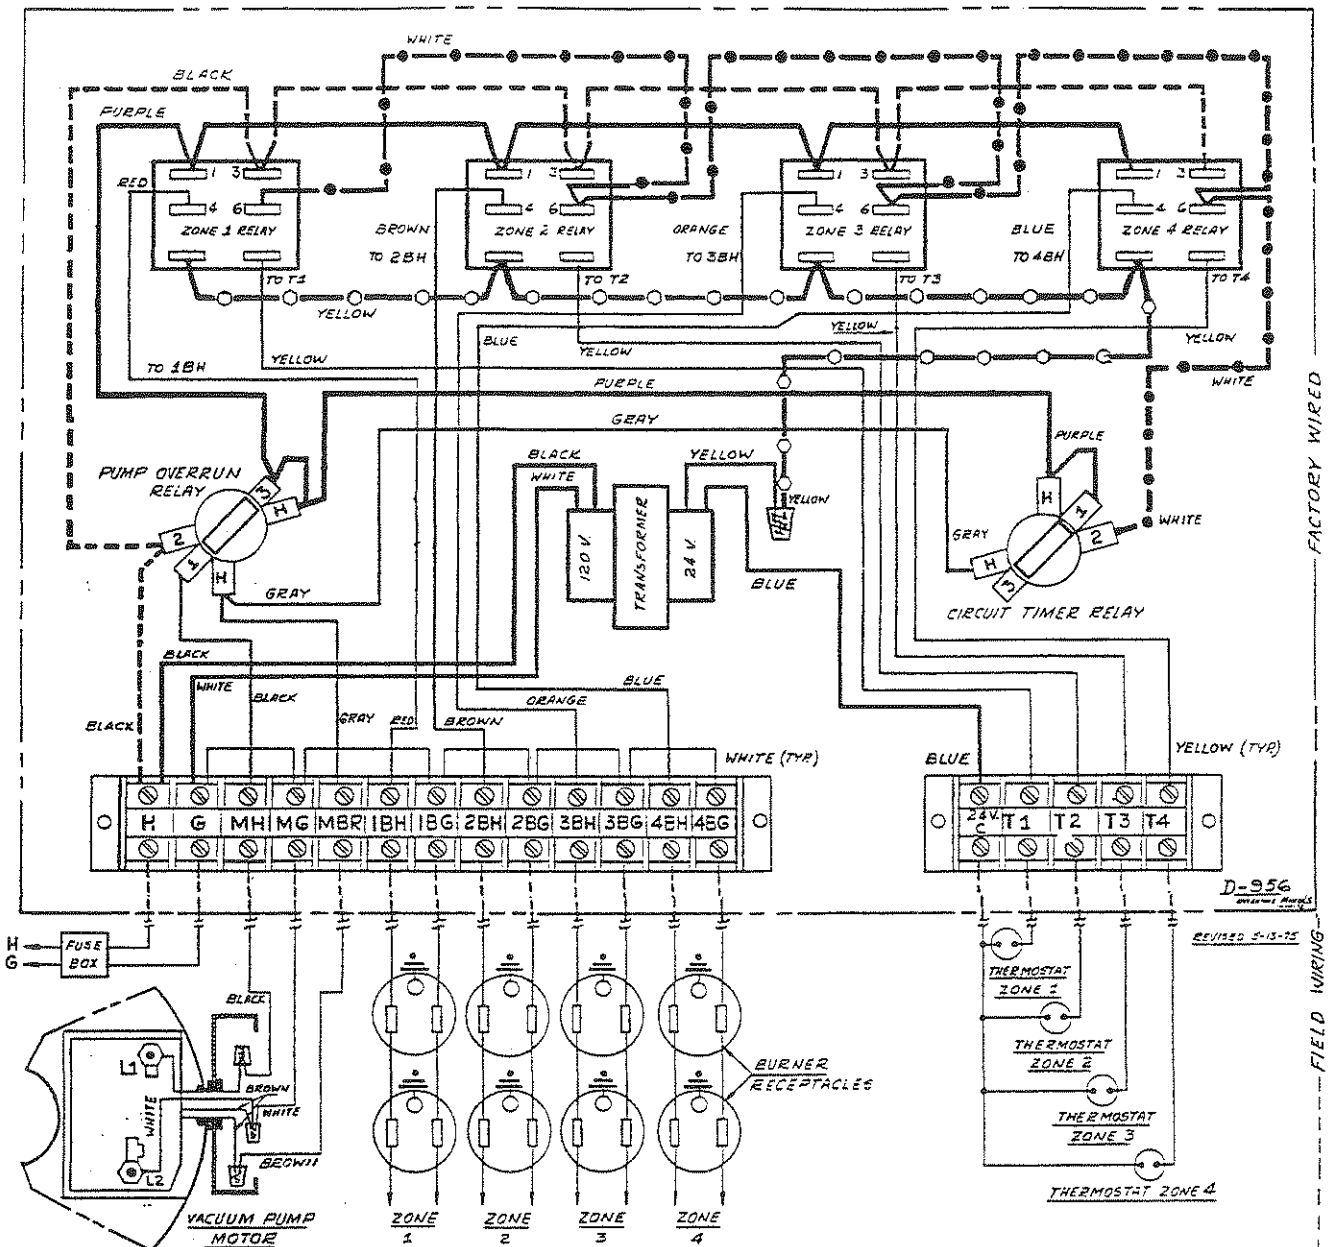 WHITE
BLACK
PURPLE
1 3
RED
4 6
ZONE 1 RELAY
TO T1
1 3
4 6
ZONE 2 RELAY
BROWN
TO 2BH
TO T2
1 3
4 6
ZONE 3 RELAY
ORANGE
TO 3BH
TO T3
1 3
4 6
ZONE 4 RELAY
BLUE
TO 4BH
TO T4
YELLOW
BLUE
YELLOW
YELLOW
YELLOW
TO 1BH
YELLOW
WHITE
PURPLE
GRAY
PURPLE
PUMP OVERRUN
RELAY
3
H
2
1
H
GRAY
BLACK
WHITE
120 V.
TRANSFORMER
24 V.
YELLOW
YELLOW
BLUE
H
1
2
WHITE
GRAY
H
3
CIRCUIT TIMER RELAY
FACTORY WIRED
BLACK
WHITE
BLACK
BLACK
GRAY
RED
BROWN
ORANGE
BLUE
WHITE (TYP)
BLUE
YELLOW (TYP)
H G MH MG MBR 1BH 1BG 2BH 2BG 3BH 3BG 4BH 4BG
24V. C T1 T2 T3 T4
D-956
REVISED 5-13-75
FIELD WIRING
H
G
FUSE
BOX
BLACK
L1
WHITE
L2
BROWN
WHITE
BROWN
VACUUM PUMP
MOTOR
BURNER
RECEPTACLES
ZONE
1
ZONE
2
ZONE
3
ZONE
4
THERMOSTAT
ZONE 1
THERMOSTAT
ZONE 2
THERMOSTAT
ZONE 3
THERMOSTAT ZONE 4